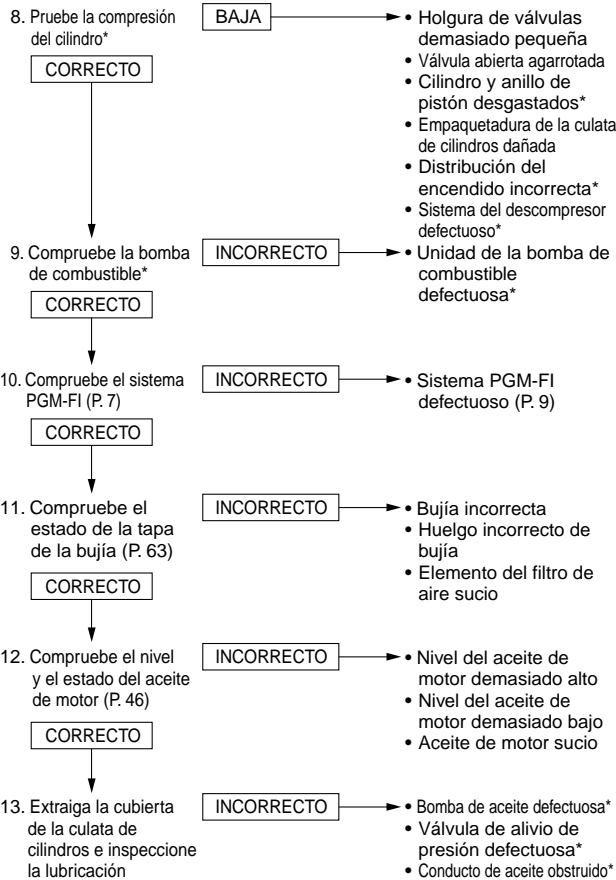 8. Pruebe la compresión
del cilindro*
BAJA
• Holgura de válvulas
demasiado pequeña
• Válvula abierta agarrotada
• Cilindro y anillo de
pistón desgastados*
• Empaquetadura de la culata
de cilindros dañada
• Distribución del
encendido incorrecta*
• Sistema del descompresor
defectuoso*
CORRECTO
9. Compruebe la bomba
de combustible*
INCORRECTO
• Unidad de la bomba de
combustible
defectuosa*
CORRECTO
10. Compruebe el sistema
PGM-FI (P. 7)
INCORRECTO
• Sistema PGM-FI
defectuoso (P. 9)
CORRECTO
11. Compruebe el
estado de la tapa
de la bujía (P. 63)
INCORRECTO
• Bujía incorrecta
• Huelgo incorrecto de
bujía
• Elemento del filtro de
aire sucio
CORRECTO
12. Compruebe el nivel
y el estado del aceite
de motor (P. 46)
INCORRECTO
• Nivel del aceite de
motor demasiado alto
• Nivel del aceite de
motor demasiado bajo
• Aceite de motor sucio
CORRECTO
13. Extraiga la cubierta
de la culata de
cilindros e inspeccione
la lubricación
INCORRECTO
• Bomba de aceite defectuosa*
• Válvula de alivio de
presión defectuosa*
• Conducto de aceite obstruido*